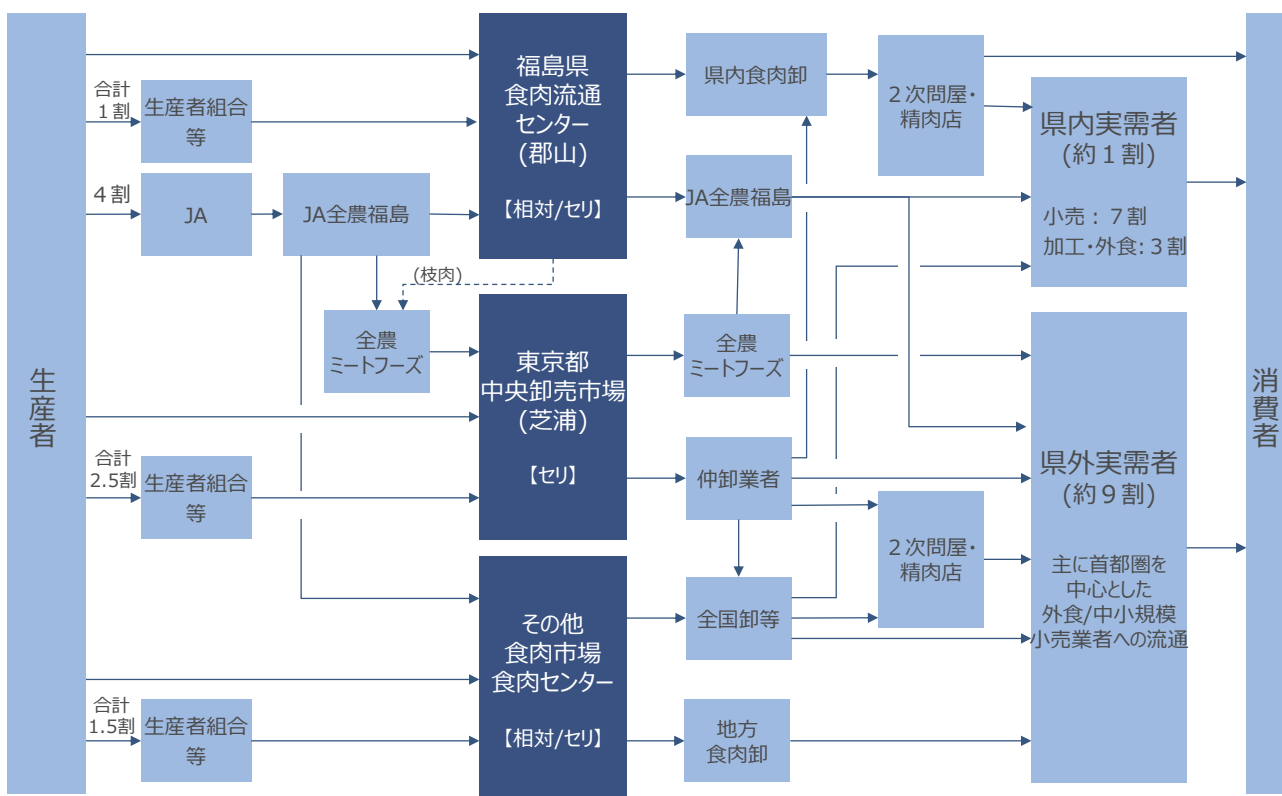 生産者
合計
1割
生産者組合
等
４割
JA
JA全農福島
(枝肉)
全農
ミートフーズ
合計
2.5割
生産者組合
等
合計
1.5割
生産者組合
等
福島県
食肉流通
センター
(郡山)
【相対/セリ】
東京都
中央卸売市場
(芝浦)
【セリ】
その他
食肉市場
食肉センター
【相対/セリ】
県内食肉卸
JA全農福島
全農
ミートフーズ
仲卸業者
全国卸等
地方
食肉卸
２次問屋・
精肉店
２次問屋・
精肉店
県内実需者
(約１割)
小売：７割
加工・外食:３割
県外実需者
(約９割)
主に首都圏を
中心とした
外食/中小規模
小売業者への流通
消費者